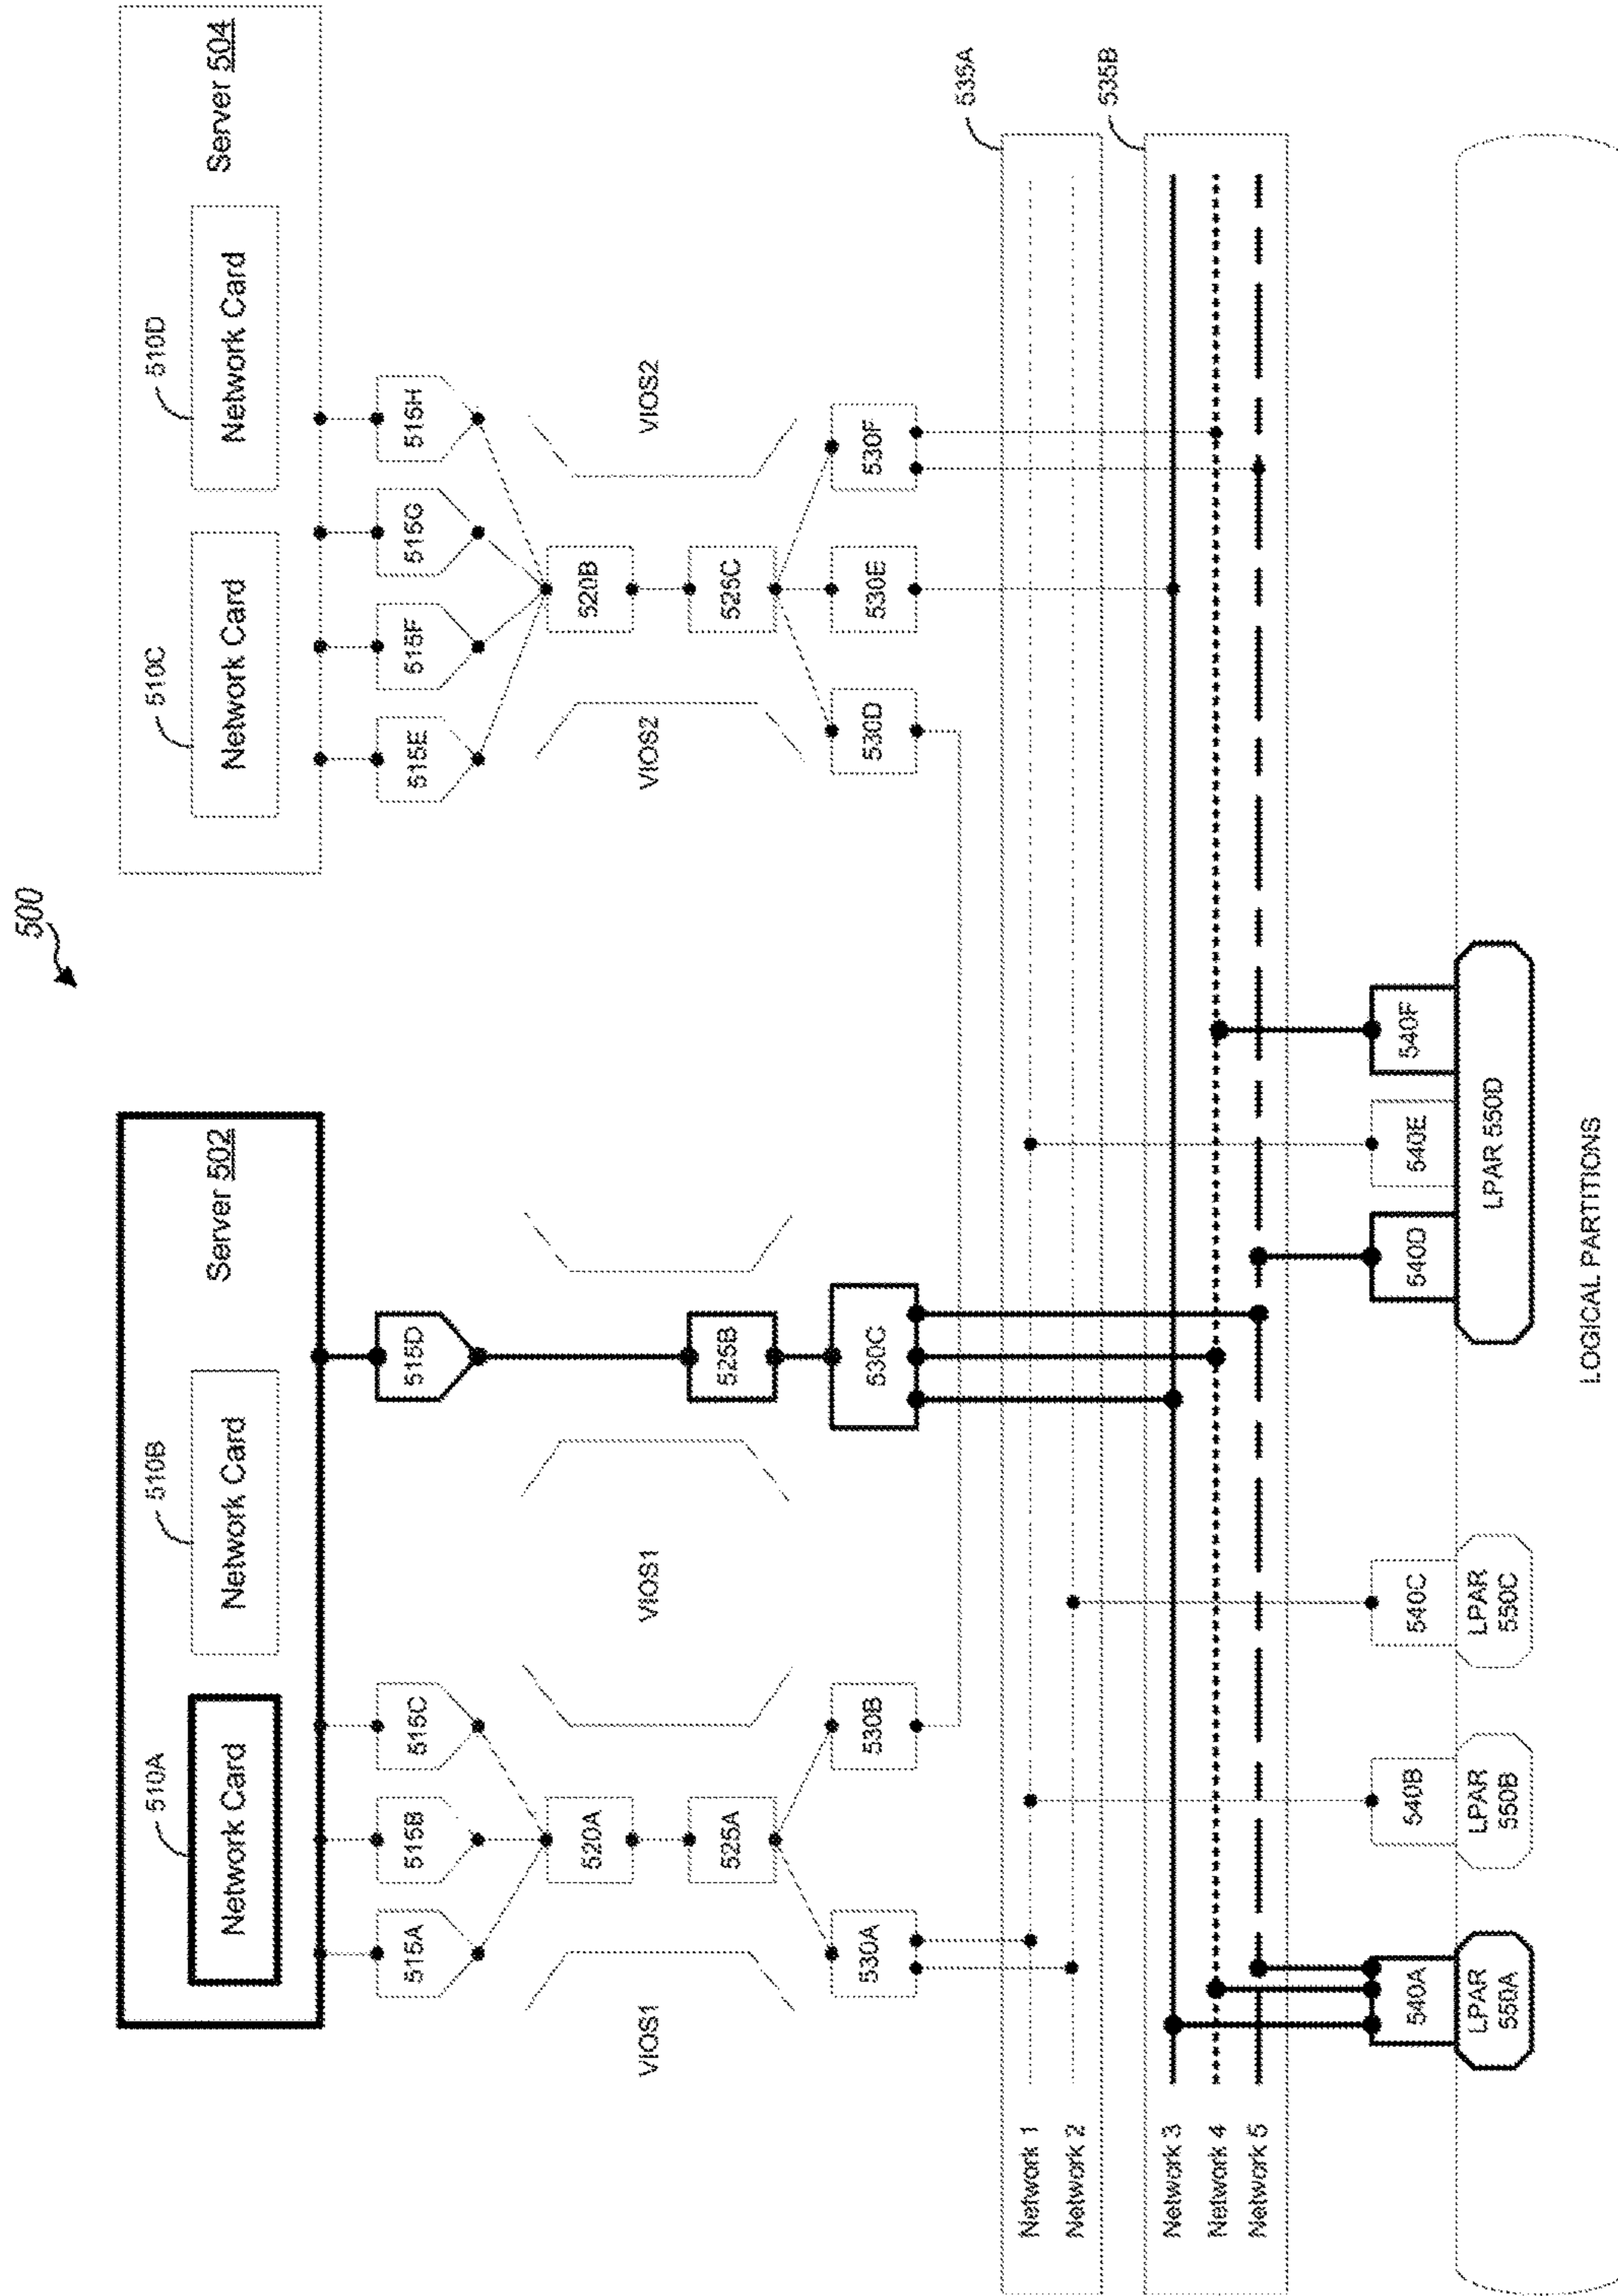 500
Server 502
Server 504
510A
Network Card
510B
Network Card
510C
Network Card
510D
Network Card
515A
515B
515C
515D
515E
515F
515G
515H
520A
520B
VIOS1
VIOS1
VIOS2
VIOS2
525A
525B
525C
530A
530B
530C
530D
530E
530F
535A
Network 1
Network 2
535B
Network 3
Network 4
Network 5
540A
540B
540C
540D
540E
540F
LPAR
550A
LPAR
550B
LPAR
550C
LPAR 550D
LOGICAL PARTITIONS